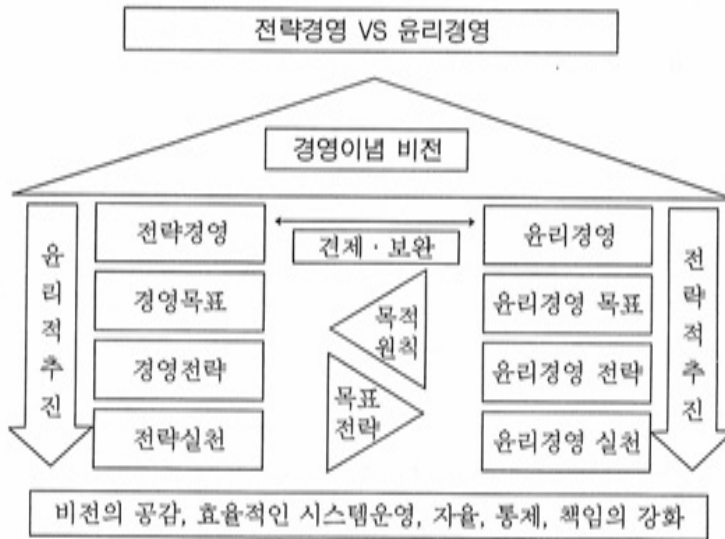 전략경영 VS 윤리경영
경영이념 비전
윤리적추진
전략경영
견제 · 보완
윤리경영
전략적추진
경영목표
목적
원칙
윤리경영 목표
경영전략
목표
전략
윤리경영 전략
전략실천
윤리경영 실천
비전의 공감, 효율적인 시스템운영, 자율, 통제, 책임의 강화